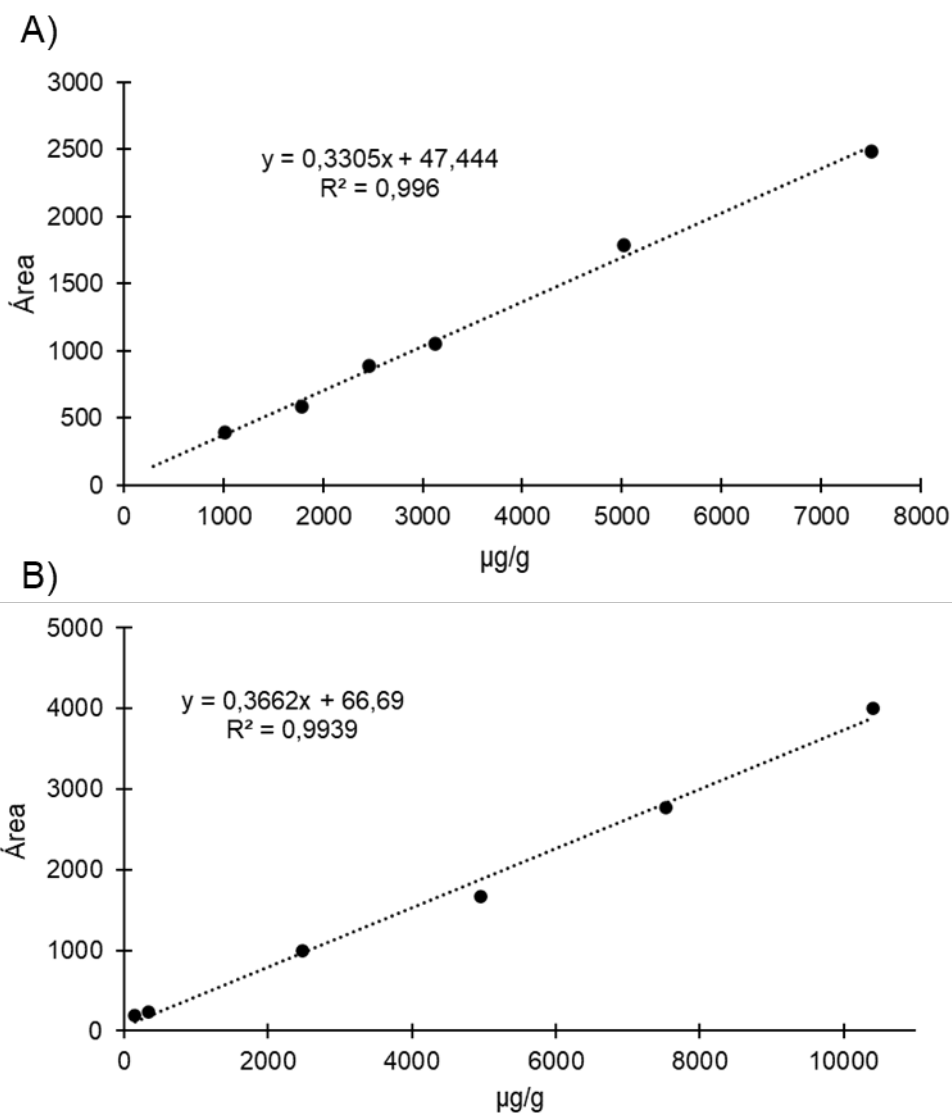 A)
3000
2500
2000
1500
1000
500
0
Área
y = 0,3305x + 47,444
R² = 0,996
0 1000 2000 3000 4000 5000 6000 7000 8000
µg/g
B)
5000
4000
3000
2000
1000
0
Área
y = 0,3662x + 66,69
R² = 0,9939
0 2000 4000 6000 8000 10000
µg/g